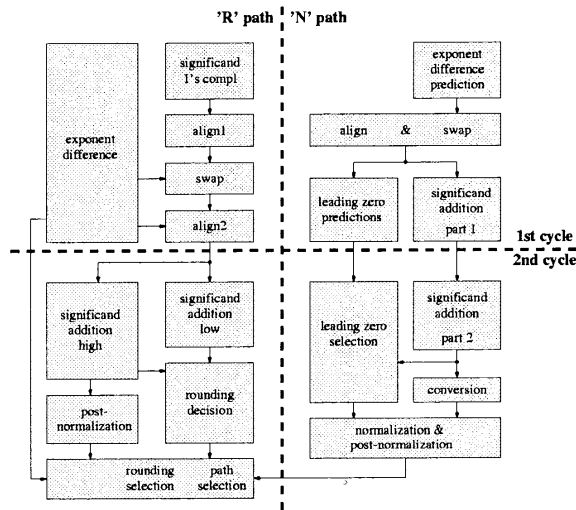 'R' path
'N' path
significand
1's compl
exponent
difference
prediction
align1
align & swap
exponent
difference
swap
leading zero
predictions
significand
addition
part 1
align2
1st cycle
2nd cycle
significand
addition
high
significand
addition
low
leading zero
selection
significand
addition
part 2
rounding
decision
conversion
post-
normalization
normalization &
post-normalization
rounding
selection
path
selection